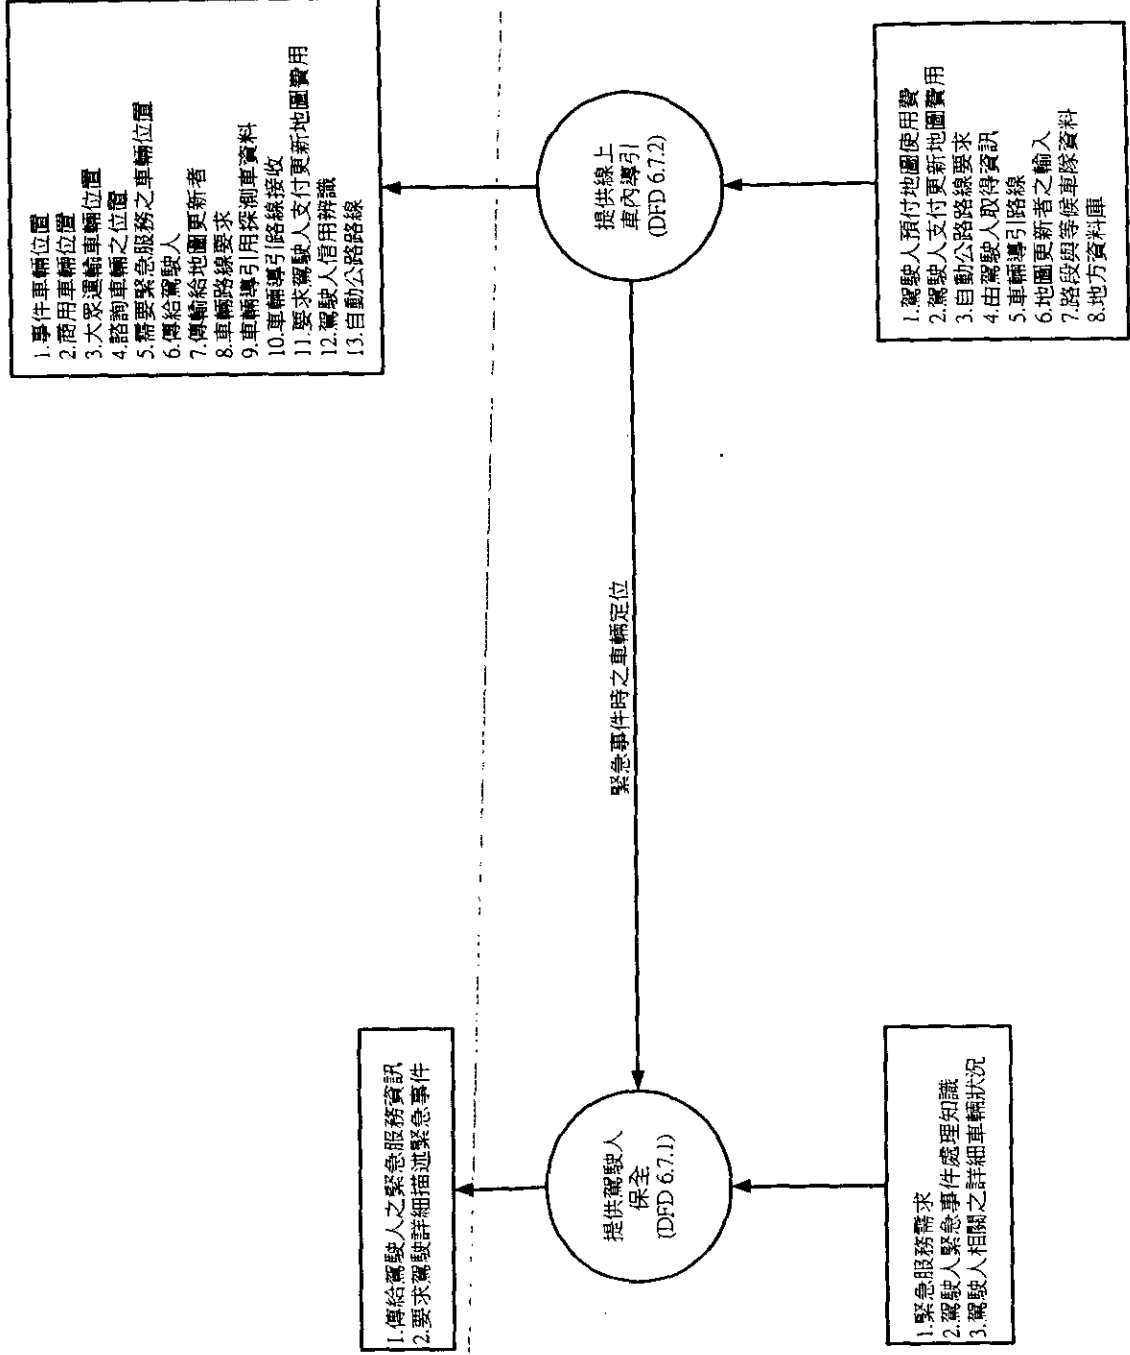 1.傳給駕駛人之緊急服務資訊
2.要求駕駛詳細描述緊急事件
提供駕駛人
保全
(DFD 6.7.1)
1.緊急服務需求
2.駕駛人緊急事件處理知識
3.駕駛人相關之詳細車輛狀況
緊急事件時之車輛定位
1.事件車輛位置
2.商用車輛位置
3.大眾運輸車輛位置
4.諮詢車輛之位置
5.需要緊急服務之車輛位置
6.傳給駕駛人
7.傳輸給地圖更新者
8.車輛路線要求
9.車輛導引用探測車資料
10.車輛導引路線接收
11.要求駕駛人支付更新地圖費用
12.駕駛人信用辨識
13.自動公路路線
提供線上
車內導引
(DFD 6.7.2)
1.駕駛人預付地圖使用費
2.駕駛人支付更新地圖費用
3.自動公路路線要求
4.由駕駛人取得資訊
5.車輛導引路線
6.地圖更新者之輸入
7.路段與等候車隊資料
8.地方資料庫